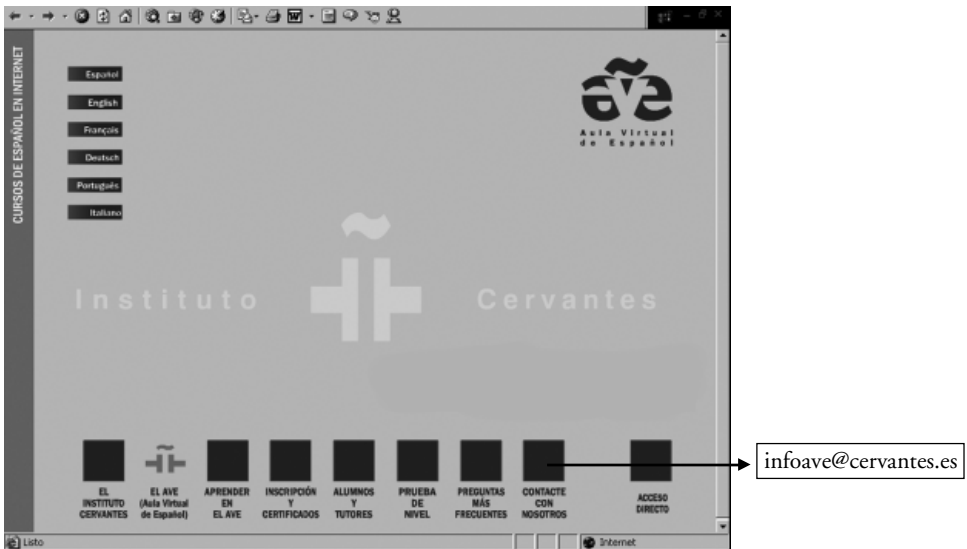 CURSOS DE ESPAÑOL EN INTERNET
Español
English
Français
Deutsch
Português
Italiano
ave
Aula Virtual
de Español
Instituto Cervantes
EL
INSTITUTO
CERVANTES
EL AVE
(Aula Virtual
de Español)
APRENDER
EN
EL AVE
INSCRIPCIÓN
Y
CERTIFICADOS
ALUMNOS
Y
TUTORES
PRUEBA
DE
NIVEL
PREGUNTAS
MÁS
FRECUENTES
CONTACTE
CON
NOSOTROS
ACCESO
DIRECTO
infoave@cervantes.es
Listo
Internet